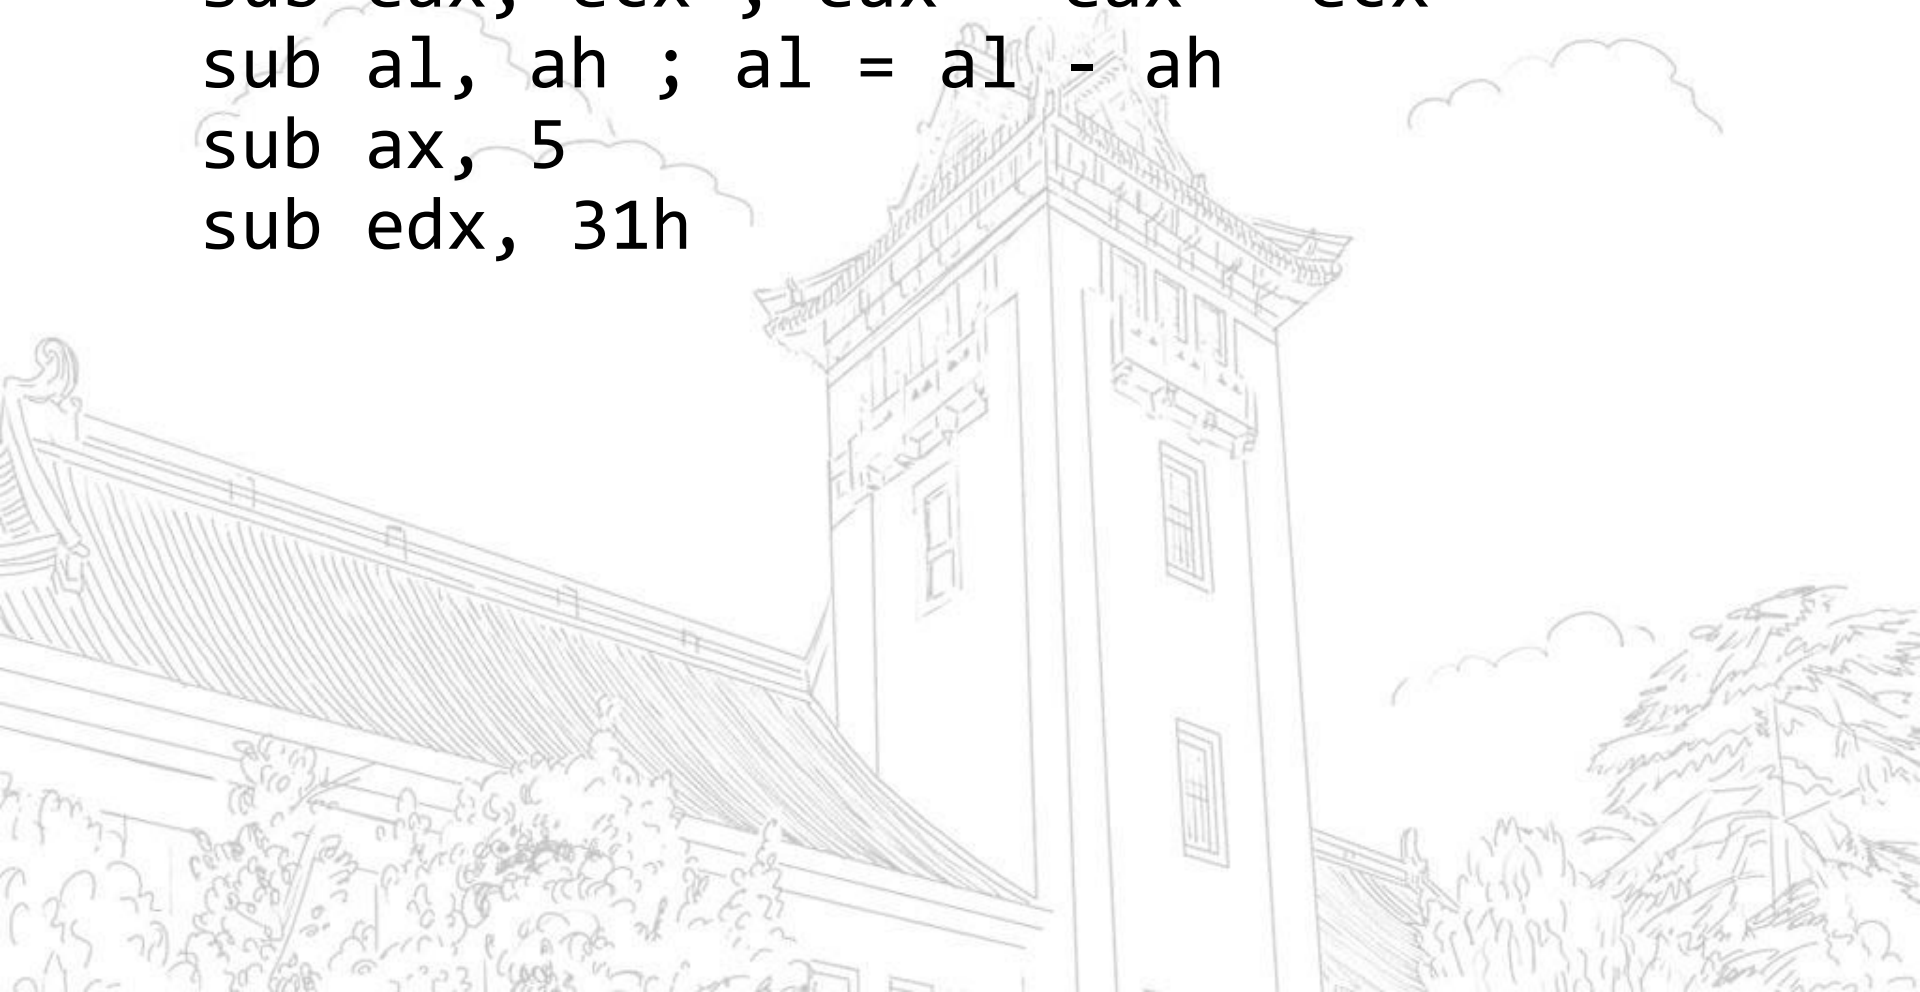 sub al, ah ; al = al - ah
sub ax, 5
sub edx, 31h